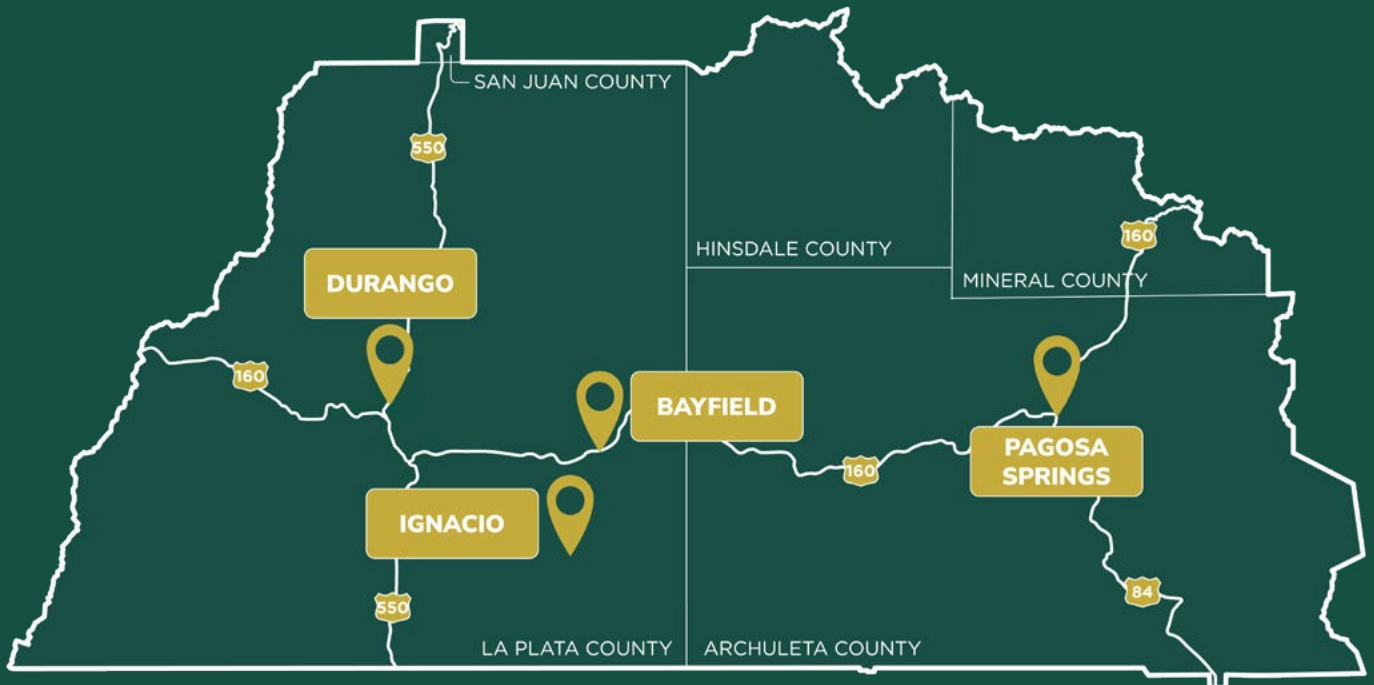 SAN JUAN COUNTY
550
HINSDALE COUNTY
160
MINERAL COUNTY
DURANGO
160
BAYFIELD
PAGOSA
SPRINGS
160
IGNACIO
550
84
LA PLATA COUNTY
ARCHULETA COUNTY